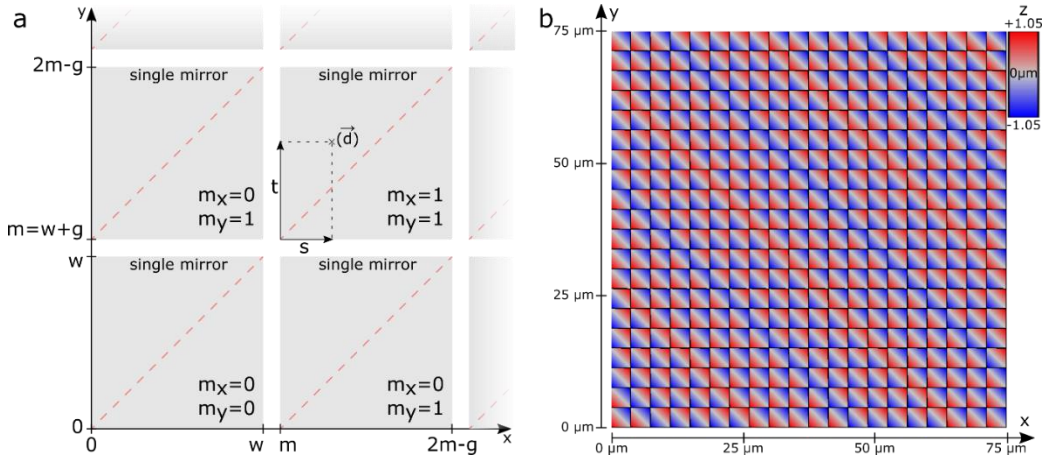 a
y
2m-g
single mirror
single mirror
(d)
t
mx=0
my=1
mx=1
my=1
s
m=w+g
w
single mirror
single mirror
mx=0
my=0
mx=0
my=1
0
0
w
m
2m-g
x
b
y
z
75 µm
+1.05
0µm
-1.05
50 µm
25 µm
0 µm
x
0 µm
25 µm
50 µm
75 µm